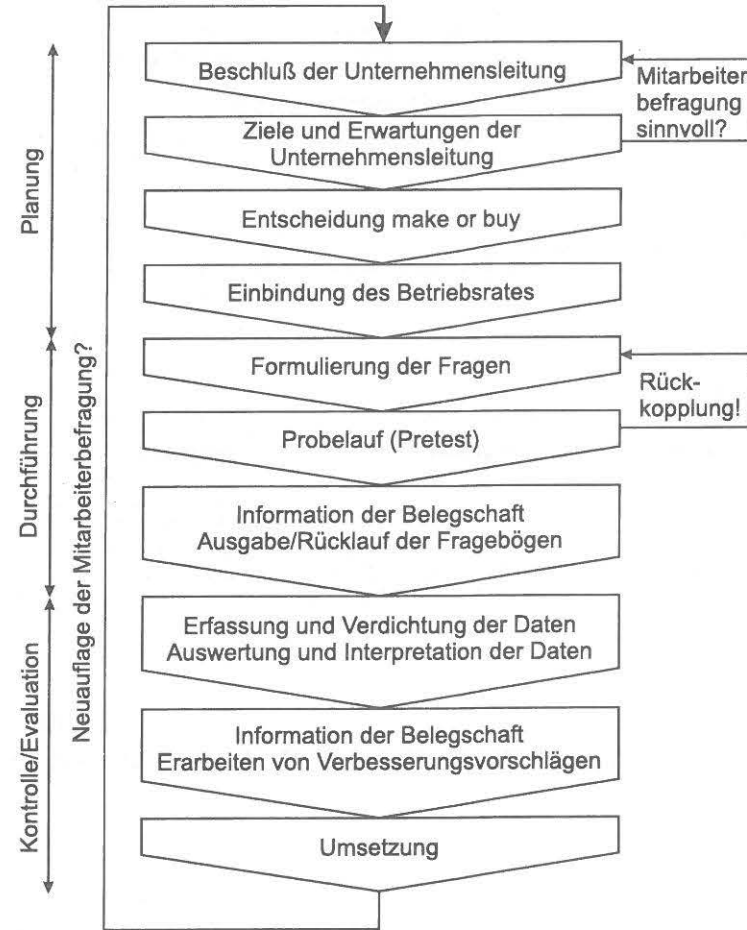 Beschluß der Unternehmensleitung
Mitarbeiter
befragung
sinnvoll?
Ziele und Erwartungen der
Unternehmensleitung
Entscheidung make or buy
Einbindung des Betriebsrates
Formulierung der Fragen
Rück-
kopplung!
Probelauf (Pretest)
Information der Belegschaft
Ausgabe/Rücklauf der Fragebögen
Erfassung und Verdichtung der Daten
Auswertung und Interpretation der Daten
Information der Belegschaft
Erarbeiten von Verbesserungsvorschlägen
Umsetzung
Planung
Durchführung
Kontrolle/Evaluation
Neuauflage der Mitarbeiterbefragung?